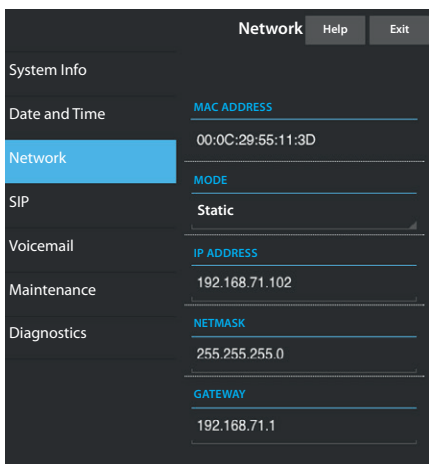 Network Help Exit
System Info
Date and Time
Network
SIP
Voicemail
Maintenance
Diagnostics
MAC ADDRESS
00:0C:29:55:11:3D
MODE
Static
IP ADDRESS
192.168.71.102
NETMASK
255.255.255.0
GATEWAY
192.168.71.1